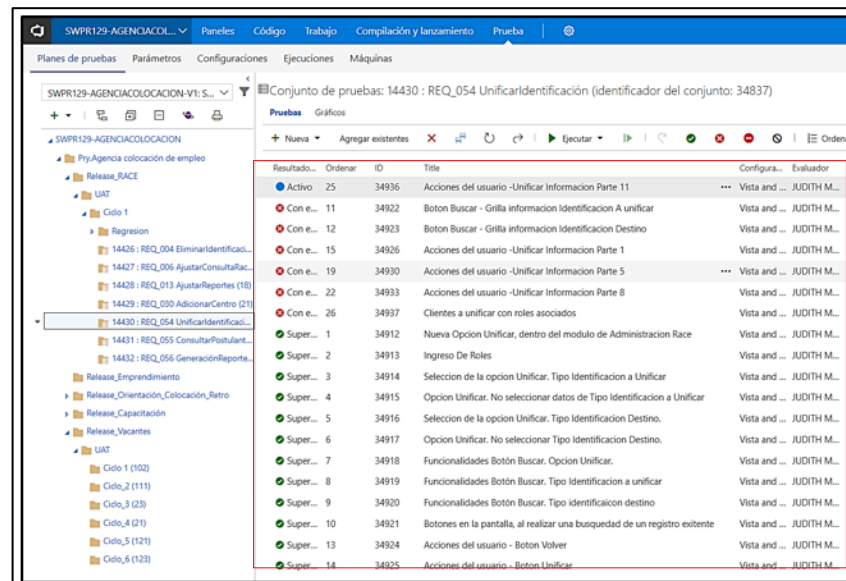 SWPR129-AGENCIACOL... Paneles Código Trabajo Compilación y lanzamiento Prueba
Planes de pruebas Parámetros Configuraciones Ejecuciones Máquinas
SWPR129-AGENCIACOLOCACION-V1: S...
SWPR129-AGENCIACOLOCACION
Pry.Agencia colocación de empleo
Release_RACE
UAT
Ciclo 1
Regresion
14426 : REQ_004 EliminarIdentificaci...
14427 : REQ_006 AjustarConsultaRac...
14428 : REQ_013 AjustarReportes (18)
14429 : REQ_030 AdicionarCentro (21)
14430 : REQ_054 UnificarIdentificaci...
14431 : REQ_055 ConsultarPostulant...
14432 : REQ_056 GeneraciónReporte...
Release_Emprendimiento
Release_Orientación_Colocación_Retro
Release_Capacitación
Release_Vacantes
UAT
Ciclo 1 (102)
Ciclo_2 (111)
Ciclo_3 (23)
Ciclo_4 (21)
Ciclo_5 (121)
Ciclo_6 (123)
Conjunto de pruebas: 14430 : REQ_054 UnificarIdentificación (identificador del conjunto: 34837)
Pruebas Gráficos
+ Nueva Agregar existentes Ejecutar Orden
Resultado... Ordenar ID Title Configura... Evaluador
Activo 25 34936 Acciones del usuario -Unificar Informacion Parte 11 ... Vista and ... JUDITH M...
Con e... 11 34922 Boton Buscar - Grilla informacion Identificacion A unificar Vista and ... JUDITH M...
Con e... 12 34923 Boton Buscar - Grilla informacion Identificacion Destino Vista and ... JUDITH M...
Con e... 15 34926 Acciones del usuario -Unificar Informacion Parte 1 Vista and ... JUDITH M...
Con e... 19 34930 Acciones del usuario -Unificar Informacion Parte 5 ... Vista and ... JUDITH M...
Con e... 22 34933 Acciones del usuario -Unificar Informacion Parte 8 Vista and ... JUDITH M...
Con e... 26 34937 Clientes a unificar con roles asociados Vista and ... JUDITH M...
Super... 1 34912 Nueva Opcion Unificar, dentro del modulo de Administracion Race Vista and ... JUDITH M...
Super... 2 34913 Ingreso De Roles Vista and ... JUDITH M...
Super... 3 34914 Seleccion de la opcion Unificar. Tipo Identificacion a Unificar Vista and ... JUDITH M...
Super... 4 34915 Opcion Unificar. No seleccionar datos de Tipo Identificacion a Unificar Vista and ... JUDITH M...
Super... 5 34916 Seleccion de la opcion Unificar. Tipo Identificacion Destino. Vista and ... JUDITH M...
Super... 6 34917 Opcion Unificar. No seleccionar Tipo Identificacion Destino. Vista and ... JUDITH M...
Super... 7 34918 Funcionalidades Botón Buscar. Opcion Unificar. Vista and ... JUDITH M...
Super... 8 34919 Funcionalidades Botón Buscar. Tipo Identificacion a unificar Vista and ... JUDITH M...
Super... 9 34920 Funcionalidades Botón Buscar. Tipo identificaicon destino Vista and ... JUDITH M...
Super... 10 34921 Botones en la pantalla, al realizar una busquedad de un registro exitente Vista and ... JUDITH M...
Super... 13 34924 Acciones del usuario - Boton Volver Vista and ... JUDITH M...
Super... 14 34925 Acciones del usuario - Boton Unificar Vista and ... JUDITH M...